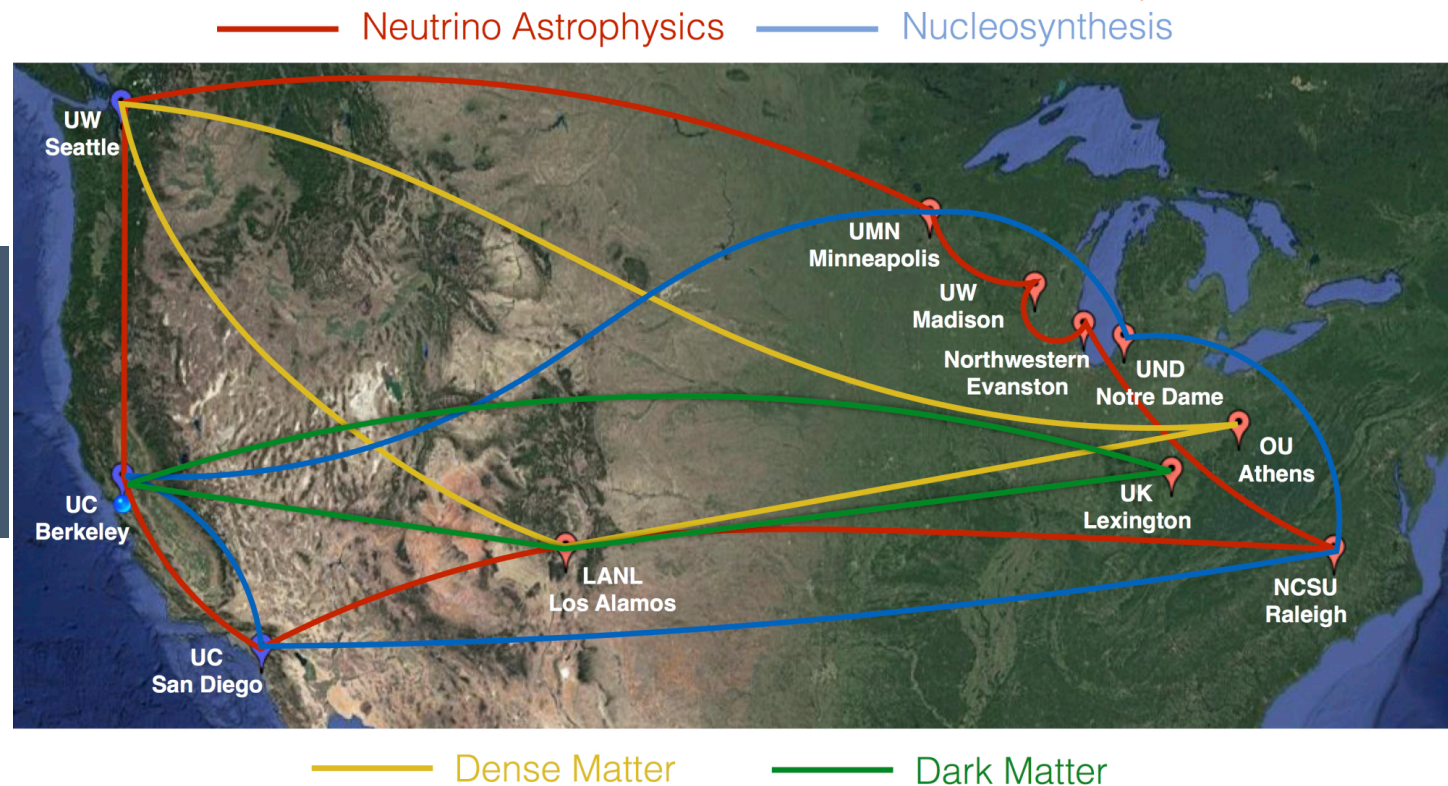 Neutrino Astrophysics
Nucleosynthesis
UW
Seattle
UMN
Minneapolis
UW
Madison
Northwestern
Evanston
UND
Notre Dame
OU
Athens
UK
Lexington
UC
Berkeley
LANL
Los Alamos
NCSU
Raleigh
UC
San Diego
Dense Matter
Dark Matter